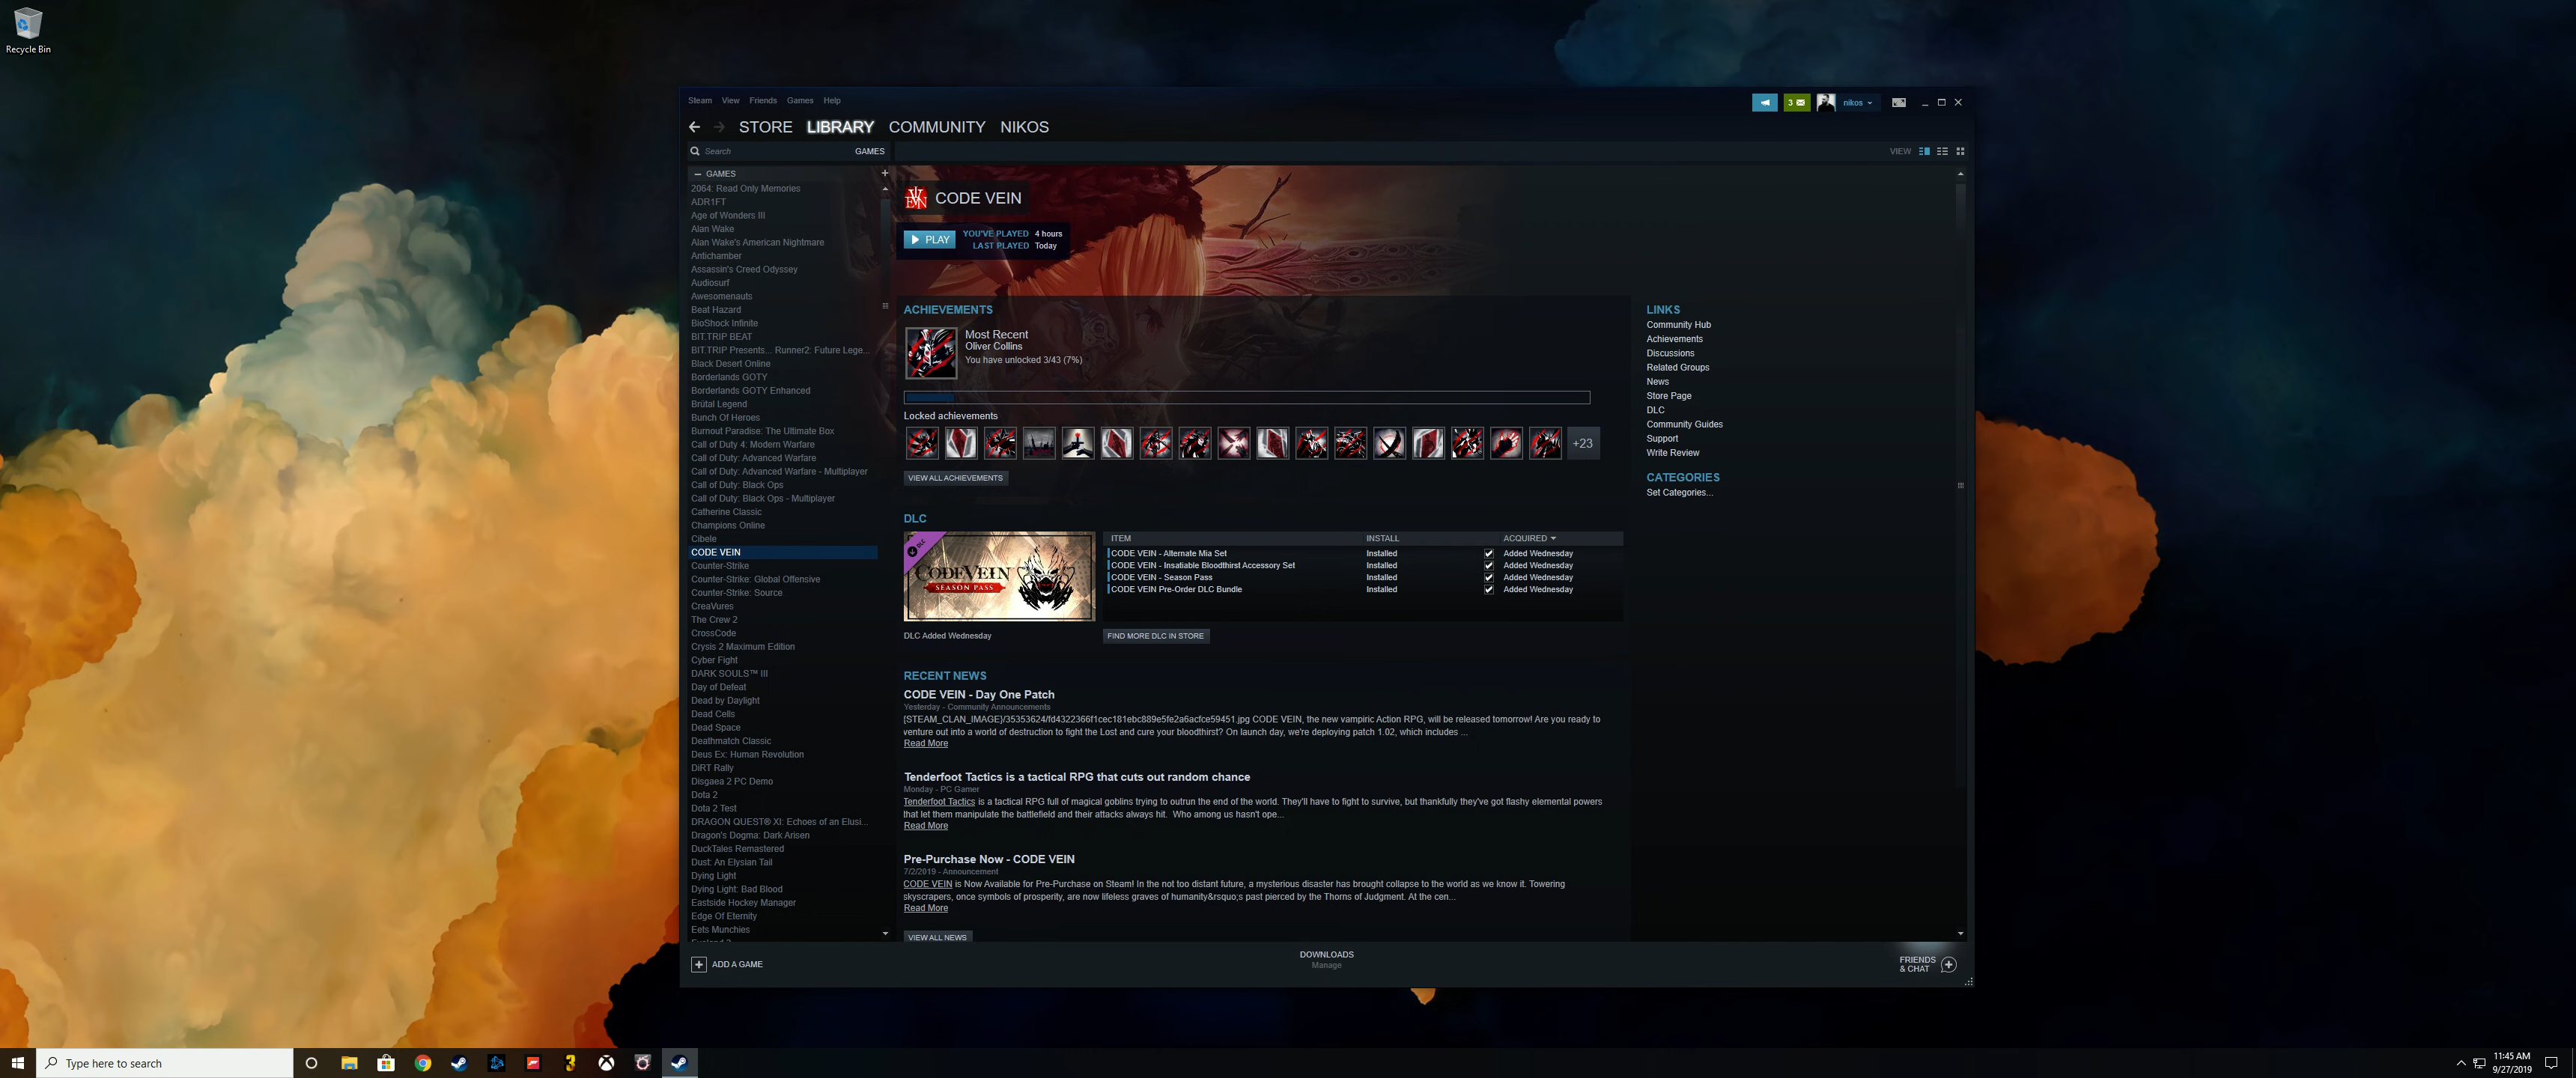 Recycle Bin
Steam View Friends Games Help
3 nikos
STORE LIBRARY COMMUNITY NIKOS
Search GAMES
VIEW
GAMES
2064: Read Only Memories
ADR1FT
Age of Wonders III
Alan Wake
Alan Wake's American Nightmare
Antichamber
Assassin's Creed Odyssey
Audiosurf
Awesomenauts
Beat Hazard
BioShock Infinite
BIT.TRIP BEAT
BIT.TRIP Presents... Runner2: Future Lege...
Black Desert Online
Borderlands GOTY
Borderlands GOTY Enhanced
Brütal Legend
Bunch Of Heroes
Burnout Paradise: The Ultimate Box
Call of Duty 4: Modern Warfare
Call of Duty: Advanced Warfare
Call of Duty: Advanced Warfare - Multiplayer
Call of Duty: Black Ops
Call of Duty: Black Ops - Multiplayer
Catherine Classic
Champions Online
Cibele
CODE VEIN
Counter-Strike
Counter-Strike: Global Offensive
Counter-Strike: Source
CreaVures
The Crew 2
CrossCode
Crysis 2 Maximum Edition
Cyber Fight
DARK SOULS™ III
Day of Defeat
Dead by Daylight
Dead Cells
Dead Space
Deathmatch Classic
Deus Ex: Human Revolution
DiRT Rally
Disgaea 2 PC Demo
Dota 2
Dota 2 Test
DRAGON QUEST® XI: Echoes of an Elusi...
Dragon's Dogma: Dark Arisen
DuckTales Remastered
Dust: An Elysian Tail
Dying Light
Dying Light: Bad Blood
Eastside Hockey Manager
Edge Of Eternity
Eets Munchies
CODE VEIN
PLAY
YOU'VE PLAYED 4 hours
LAST PLAYED Today
ACHIEVEMENTS
Most Recent
Oliver Collins
You have unlocked 3/43 (7%)
Locked achievements
+23
VIEW ALL ACHIEVEMENTS
DLC
DLC
CODE VEIN
SEASON PASS
DLC Added Wednesday
ITEM INSTALL ACQUIRED
CODE VEIN - Alternate Mia Set Installed Added Wednesday
CODE VEIN - Insatiable Bloodthirst Accessory Set Installed Added Wednesday
CODE VEIN - Season Pass Installed Added Wednesday
CODE VEIN Pre-Order DLC Bundle Installed Added Wednesday
FIND MORE DLC IN STORE
RECENT NEWS
CODE VEIN - Day One Patch
Yesterday - Community Announcements
{STEAM_CLAN_IMAGE}/35353624/fd4322366f1cec181ebc889e5fe2a6acfce59451.jpg CODE VEIN, the new vampiric Action RPG, will be released tomorrow! Are you ready to
venture out into a world of destruction to fight the Lost and cure your bloodthirst? On launch day, we're deploying patch 1.02, which includes ...
Read More
Tenderfoot Tactics is a tactical RPG that cuts out random chance
Monday - PC Gamer
Tenderfoot Tactics is a tactical RPG full of magical goblins trying to outrun the end of the world. They'll have to fight to survive, but thankfully they've got flashy elemental powers
that let them manipulate the battlefield and their attacks always hit. Who among us hasn't ope...
Read More
Pre-Purchase Now - CODE VEIN
7/2/2019 - Announcement
CODE VEIN is Now Available for Pre-Purchase on Steam! In the not too distant future, a mysterious disaster has brought collapse to the world as we know it. Towering
skyscrapers, once symbols of prosperity, are now lifeless graves of humanity&rsquo;s past pierced by the Thorns of Judgment. At the cen...
Read More
VIEW ALL NEWS
LINKS
Community Hub
Achievements
Discussions
Related Groups
News
Store Page
DLC
Community Guides
Support
Write Review
CATEGORIES
Set Categories...
ADD A GAME
DOWNLOADS
Manage
FRIENDS
& CHAT
Type here to search
3
11:45 AM
9/27/2019